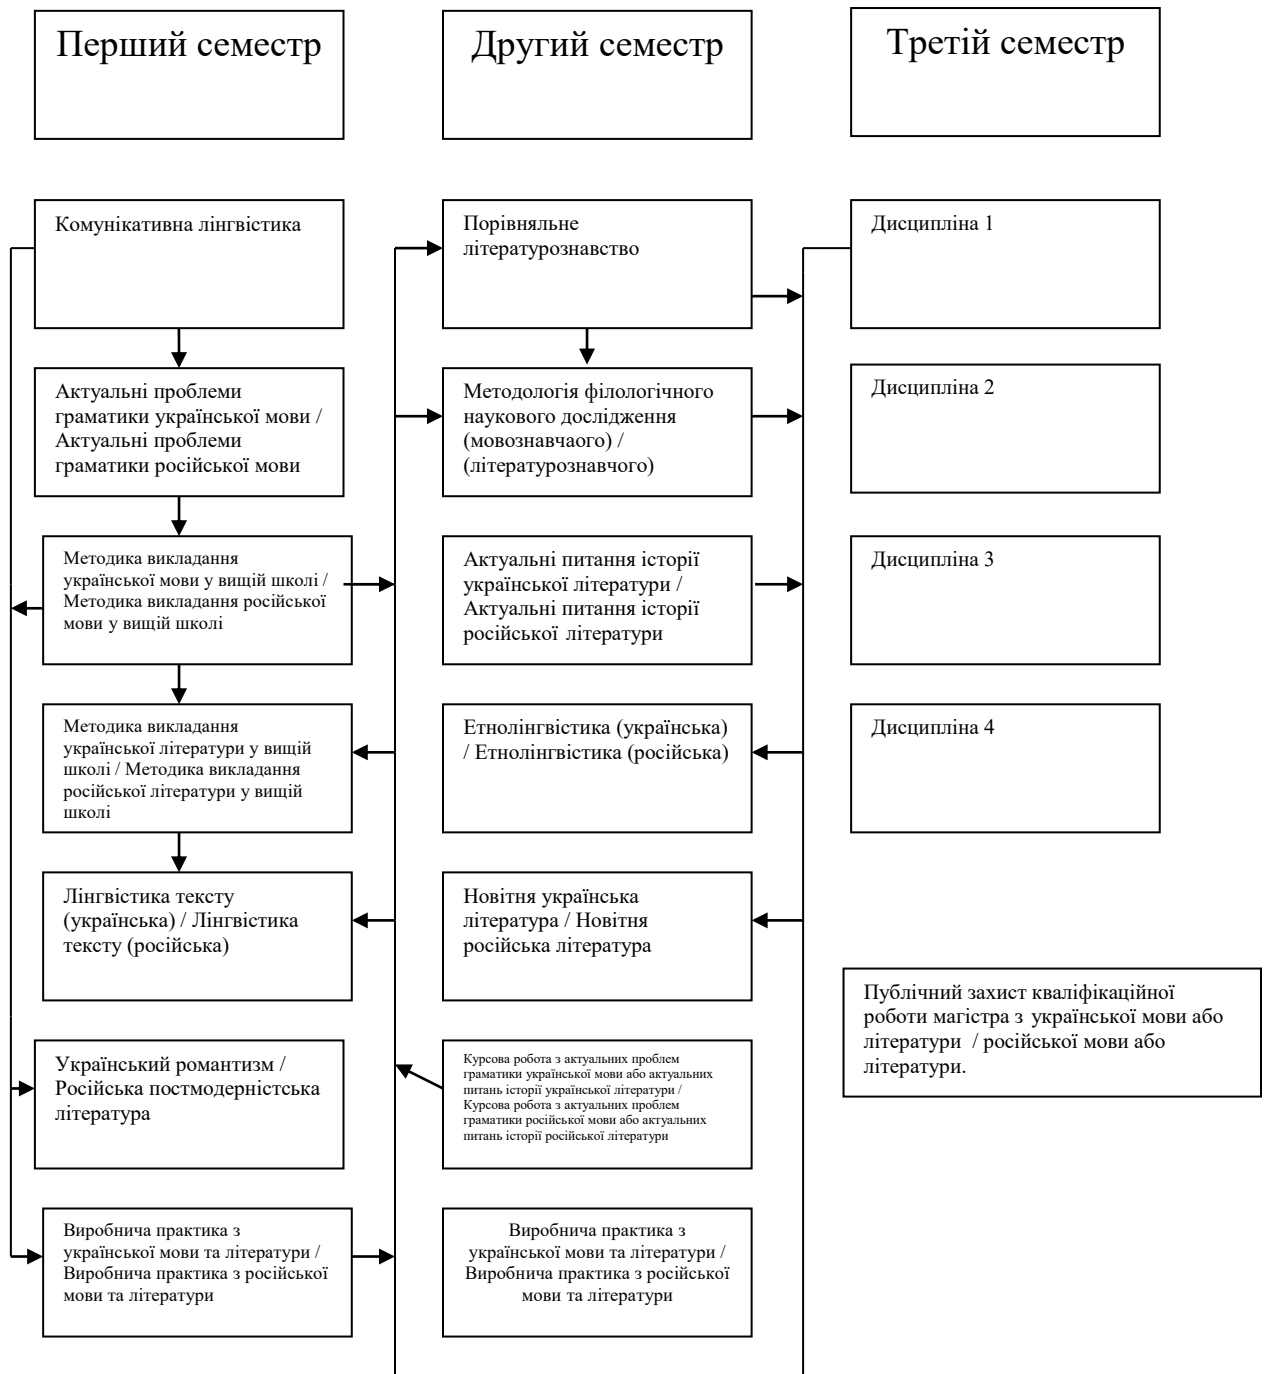 Перший семестр
Другий семестр
Третій семестр
Комунікативна лінгвістика
Порівняльне
літературознавство
Дисципліна 1
Актуальні проблеми
граматики української мови /
Актуальні проблеми
граматики російської мови
Методологія філологічного
наукового дослідження
(мовознавчаого) /
(літературознавчого)
Дисципліна 2
Методика викладання
української мови у вищій школі /
Методика викладання російської
мови у вищій школі
Актуальні питання історії
української літератури /
Актуальні питання історії
російської літератури
Дисципліна 3
Методика викладання
української літератури у вищій
школі / Методика викладання
російської літератури у вищій
школі
Етнолінгвістика (українська)
/ Етнолінгвістика (російська)
Дисципліна 4
Лінгвістика тексту
(українська) / Лінгвістика
тексту (російська)
Новітня українська
література / Новітня
російська література
Публічний захист кваліфікаційної
роботи магістра з української мови або
літератури / російської мови або
літератури.
Український романтизм /
Російська постмодерністська
література
Курсова робота з актуальних проблем
граматики української мови або актуальних
питань історії української літератури /
Курсова робота з актуальних проблем
граматики російської мови або актуальних
питань історії російської літератури
Виробнича практика з
української мови та літератури /
Виробнича практика з російської
мови та літератури
Виробнича практика з
української мови та літератури /
Виробнича практика з російської
мови та літератури